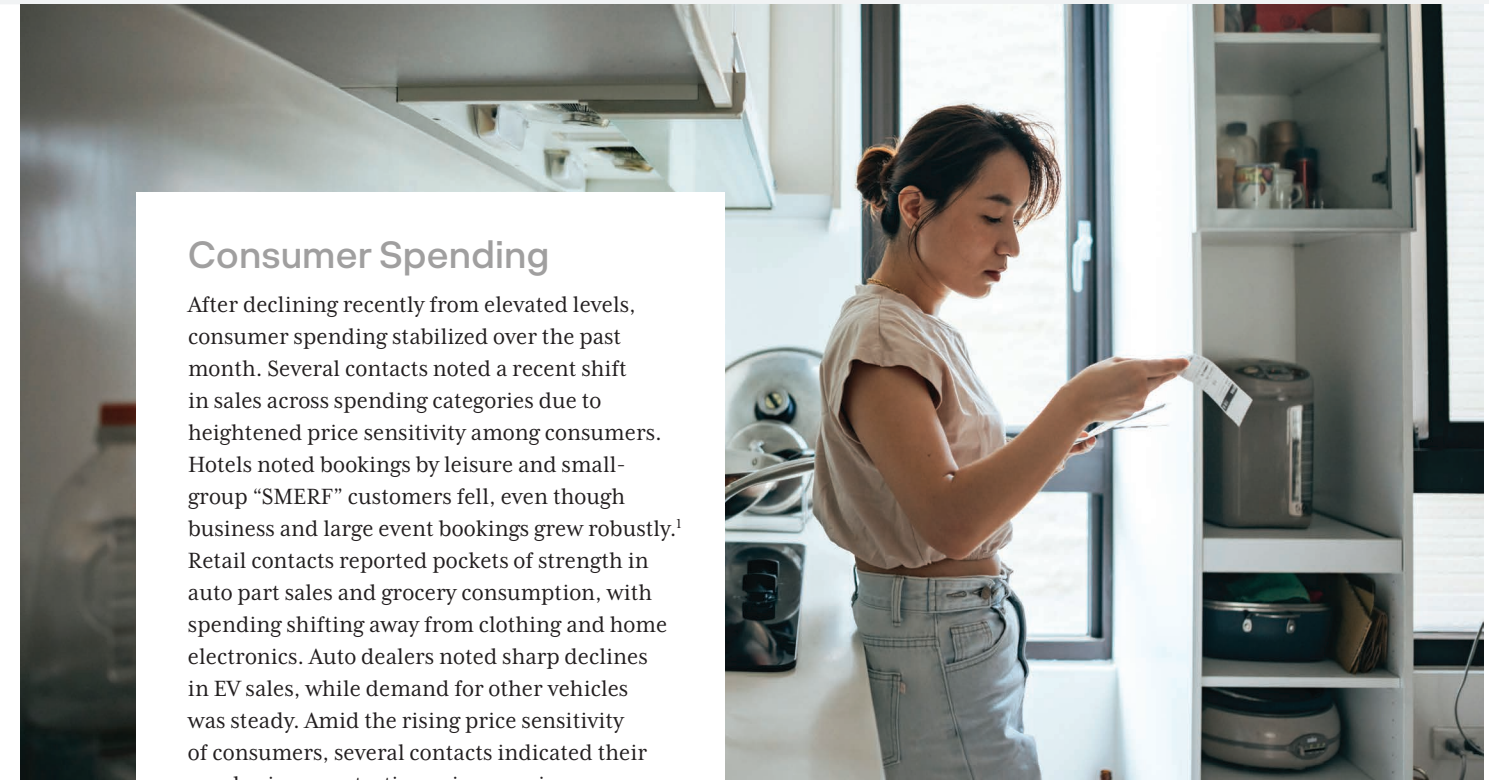 Consumer Spending
After declining recently from elevated levels,
consumer spending stabilized over the past
month. Several contacts noted a recent shift
in sales across spending categories due to
heightened price sensitivity among consumers.
Hotels noted bookings by leisure and small-
group “SMERF” customers fell, even though
business and large event bookings grew robustly.¹
Retail contacts reported pockets of strength in
auto part sales and grocery consumption, with
spending shifting away from clothing and home
electronics. Auto dealers noted sharp declines
in EV sales, while demand for other vehicles
was steady. Amid the rising price sensitivity
of consumers, several contacts indicated their